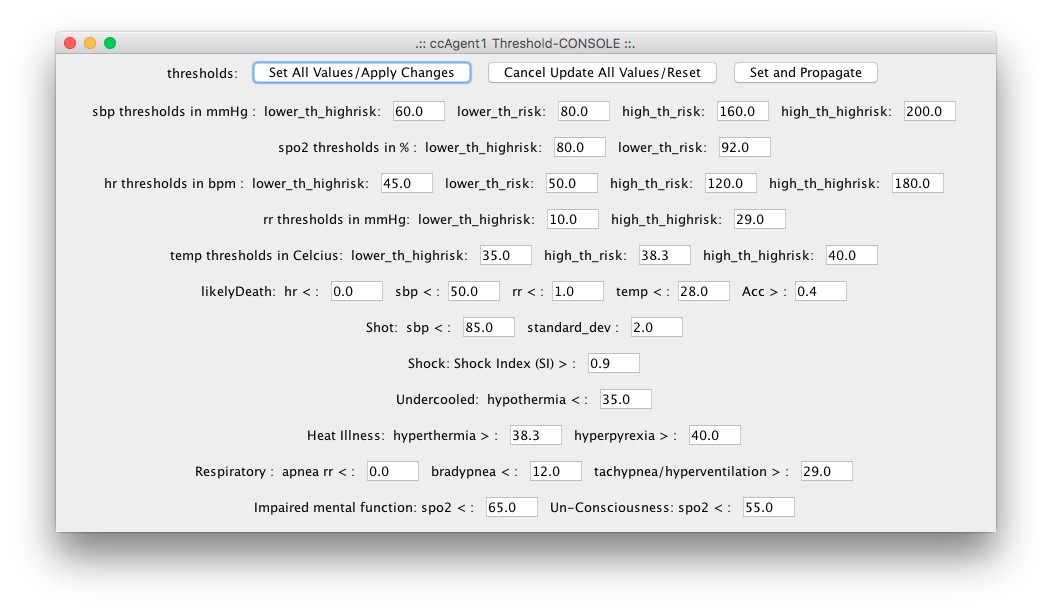 .:: ccAgent1 Threshold-CONSOLE ::.
thresholds: Set All Values/Apply Changes Cancel Update All Values/Reset Set and Propagate
sbp thresholds in mmHg : lower_th_highrisk: 60.0 lower_th_risk: 80.0 high_th_risk: 160.0 high_th_highrisk: 200.0
spo2 thresholds in % : lower_th_highrisk: 80.0 lower_th_risk: 92.0
hr thresholds in bpm : lower_th_highrisk: 45.0 lower_th_risk: 50.0 high_th_risk: 120.0 high_th_highrisk: 180.0
rr thresholds in mmHg: lower_th_highrisk: 10.0 high_th_highrisk: 29.0
temp thresholds in Celcius: lower_th_highrisk: 35.0 high_th_risk: 38.3 high_th_highrisk: 40.0
likelyDeath: hr < : 0.0 sbp < : 50.0 rr < : 1.0 temp < : 28.0 Acc > : 0.4
Shot: sbp < : 85.0 standard_dev : 2.0
Shock: Shock Index (SI) > : 0.9
Undercooled: hypothermia < : 35.0
Heat Illness: hyperthermia > : 38.3 hyperpyrexia > : 40.0
Respiratory : apnea rr < : 0.0 bradypnea < : 12.0 tachypnea/hyperventilation > : 29.0
Impaired mental function: spo2 < : 65.0 Un-Consciousness: spo2 < : 55.0